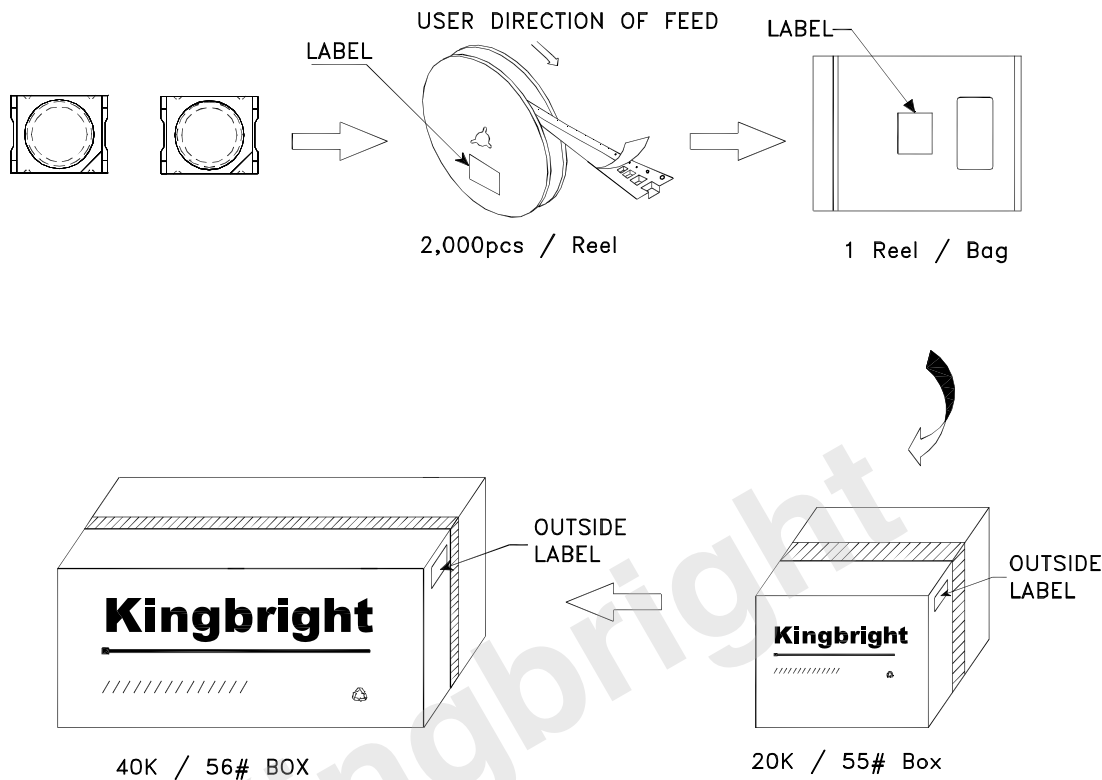 USER DIRECTION OF FEED
LABEL
LABEL
2,000pcs / Reel
1 Reel / Bag
OUTSIDE
LABEL
Kingbright
40K / 56# BOX
OUTSIDE
LABEL
Kingbright
20K / 55# Box
Kingbright